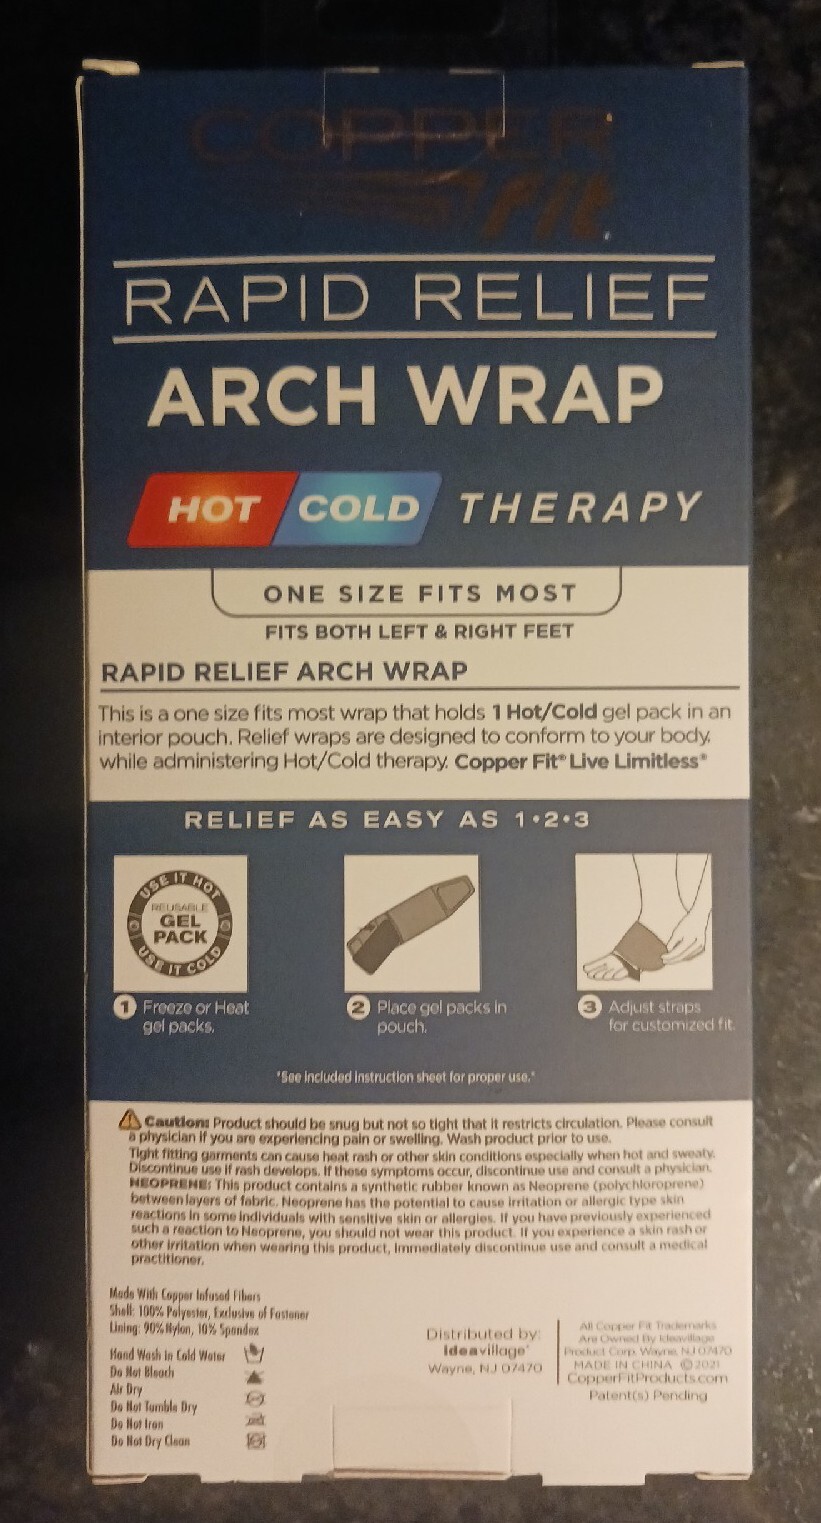 COPPER
Fit
RAPID RELIEF
ARCH WRAP
HOT COLD THERAPY
ONE SIZE FITS MOST
FITS BOTH LEFT & RIGHT FEET
RAPID RELIEF ARCH WRAP
This is a one size fits most wrap that holds 1 Hot/Cold gel pack in an
interior pouch. Relief wraps are designed to conform to your body,
while administering Hot/Cold therapy. Copper Fit® Live Limitless®
RELIEF AS EASY AS 1•2•3
USE IT HOT
REUSABLE
GEL
PACK
USE IT COLD
1 Freeze or Heat
gel packs.
2 Place gel packs in
pouch.
3 Adjust straps
for customized fit.
*See included instruction sheet for proper use.*
Caution: Product should be snug but not so tight that it restricts circulation. Please consult
a physician if you are experiencing pain or swelling. Wash product prior to use.
Tight fitting garments can cause heat rash or other skin conditions especially when hot and sweaty.
Discontinue use if rash develops. If these symptoms occur, discontinue use and consult a physician.
NEOPRENE: This product contains a synthetic rubber known as Neoprene (polychloroprene)
between layers of fabric. Neoprene has the potential to cause irritation or allergic type skin
reactions in some individuals with sensitive skin or allergies. If you have previously experienced
such a reaction to Neoprene, you should not wear this product. If you experience a skin rash or
other irritation when wearing this product, immediately discontinue use and consult a medical
practitioner.
Made With Copper Infused Fibers
Shell: 100% Polyester, Exclusive of Fastener
Lining: 90% Nylon, 10% Spandex
Hand Wash in Cold Water
Do Not Bleach
Air Dry
Do Not Tumble Dry
Do Not Iron
Do Not Dry Clean
Distributed by:
Ideavillage®
Wayne, NJ 07470
All Copper Fit Trademarks
Are Owned By Ideavillage
Product Corp. Wayne, NJ 07470
MADE IN CHINA ©2021
CopperFitProducts.com
Patent(s) Pending